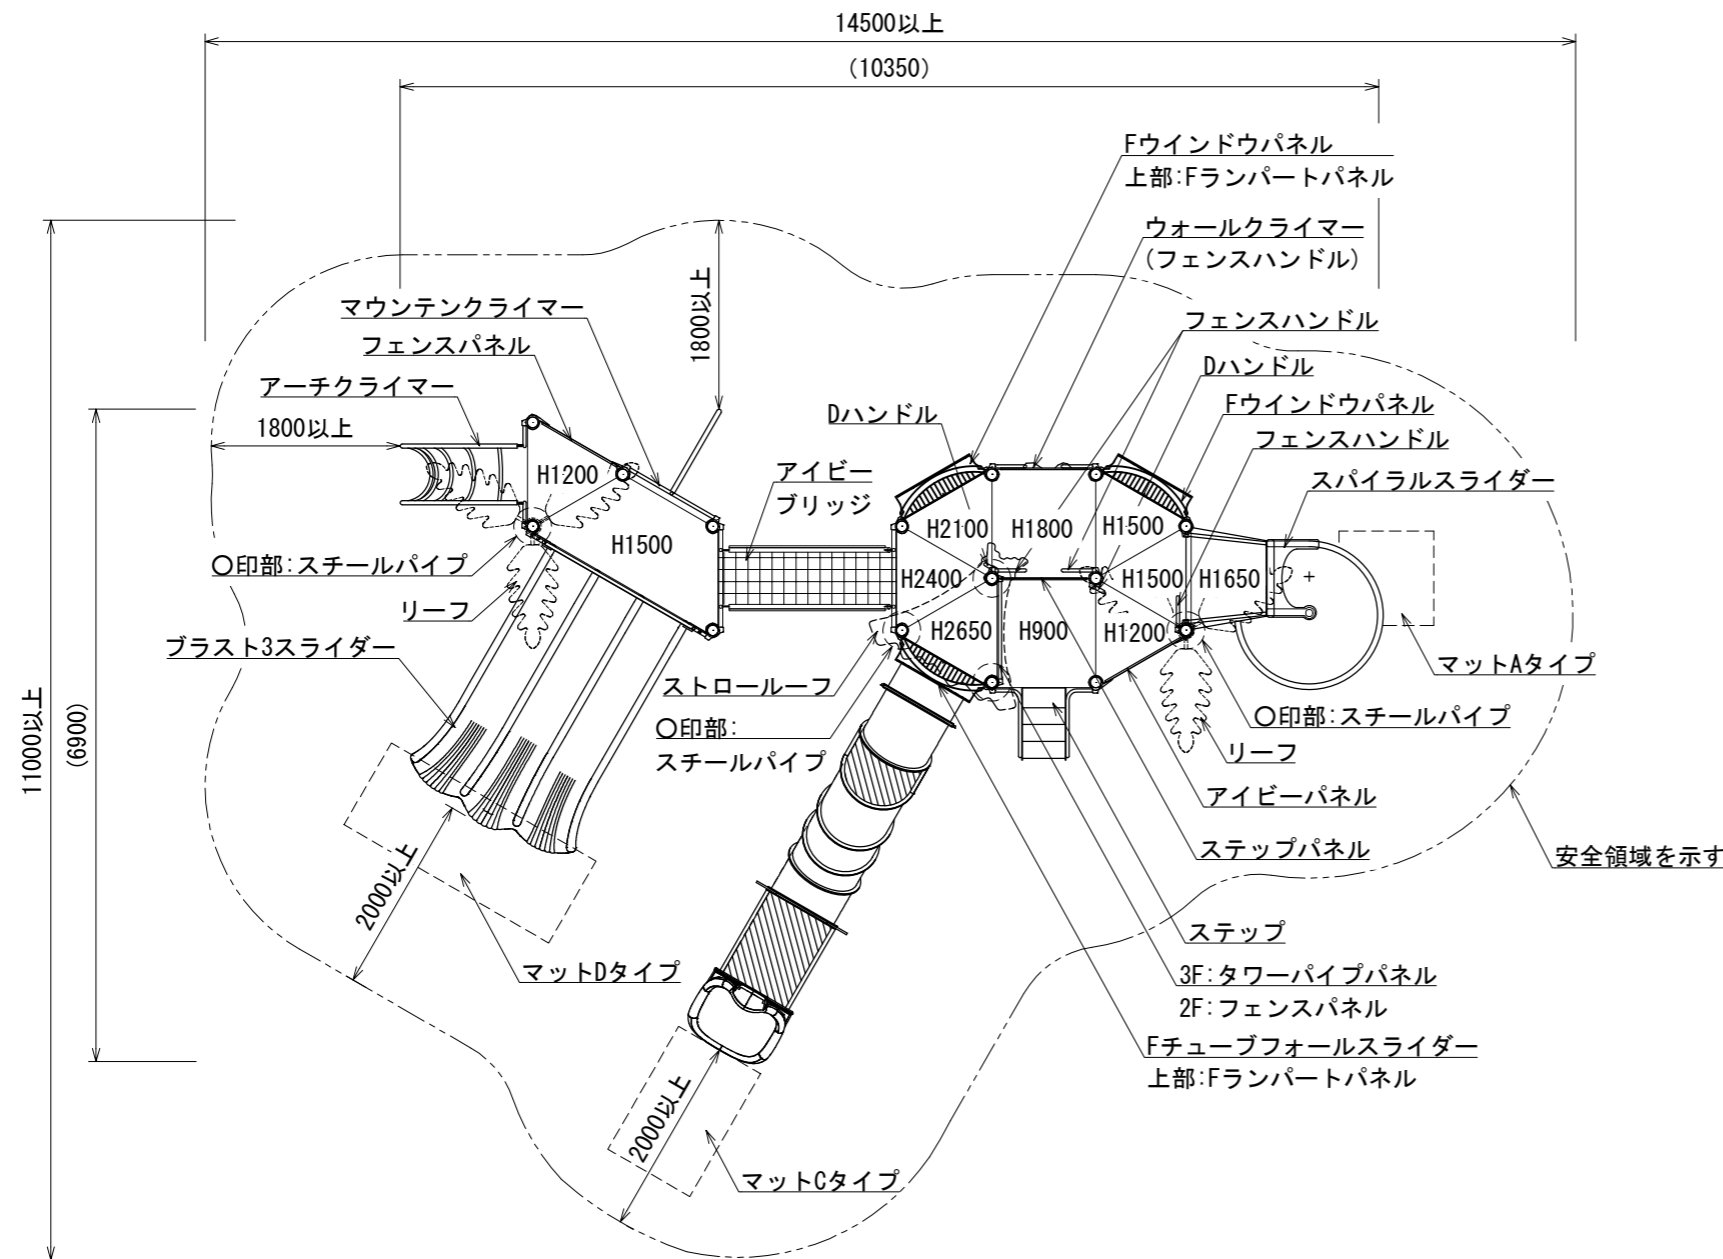 14500以上
(10350)
Fウインドウパネル
上部:Fランパートパネル
ウォールクライマー
(フェンスハンドル)
マウンテンクライマー
フェンスハンドル
フェンスパネル
Dハンドル
アーチクライマー
Dハンドル
Fウインドウパネル
フェンスハンドル
1800以上
1800以上
アイビー
ブリッジ
スパイラルスライダー
H1200
H1500
H2100
H1800
H1500
H2400
H1500
H1650
H2650
H900
H1200
○印部:スチールパイプ
リーフ
ブラスト3スライダー
ストロールーフ
○印部:
スチールパイプ
マットAタイプ
○印部:スチールパイプ
リーフ
アイビーパネル
ステップパネル
安全領域を示す
11000以上
(6900)
2000以上
マットDタイプ
ステップ
3F:タワーパイプパネル
2F:フェンスパネル
Fチューブフォールスライダー
上部:Fランパートパネル
2000以上
マットCタイプ